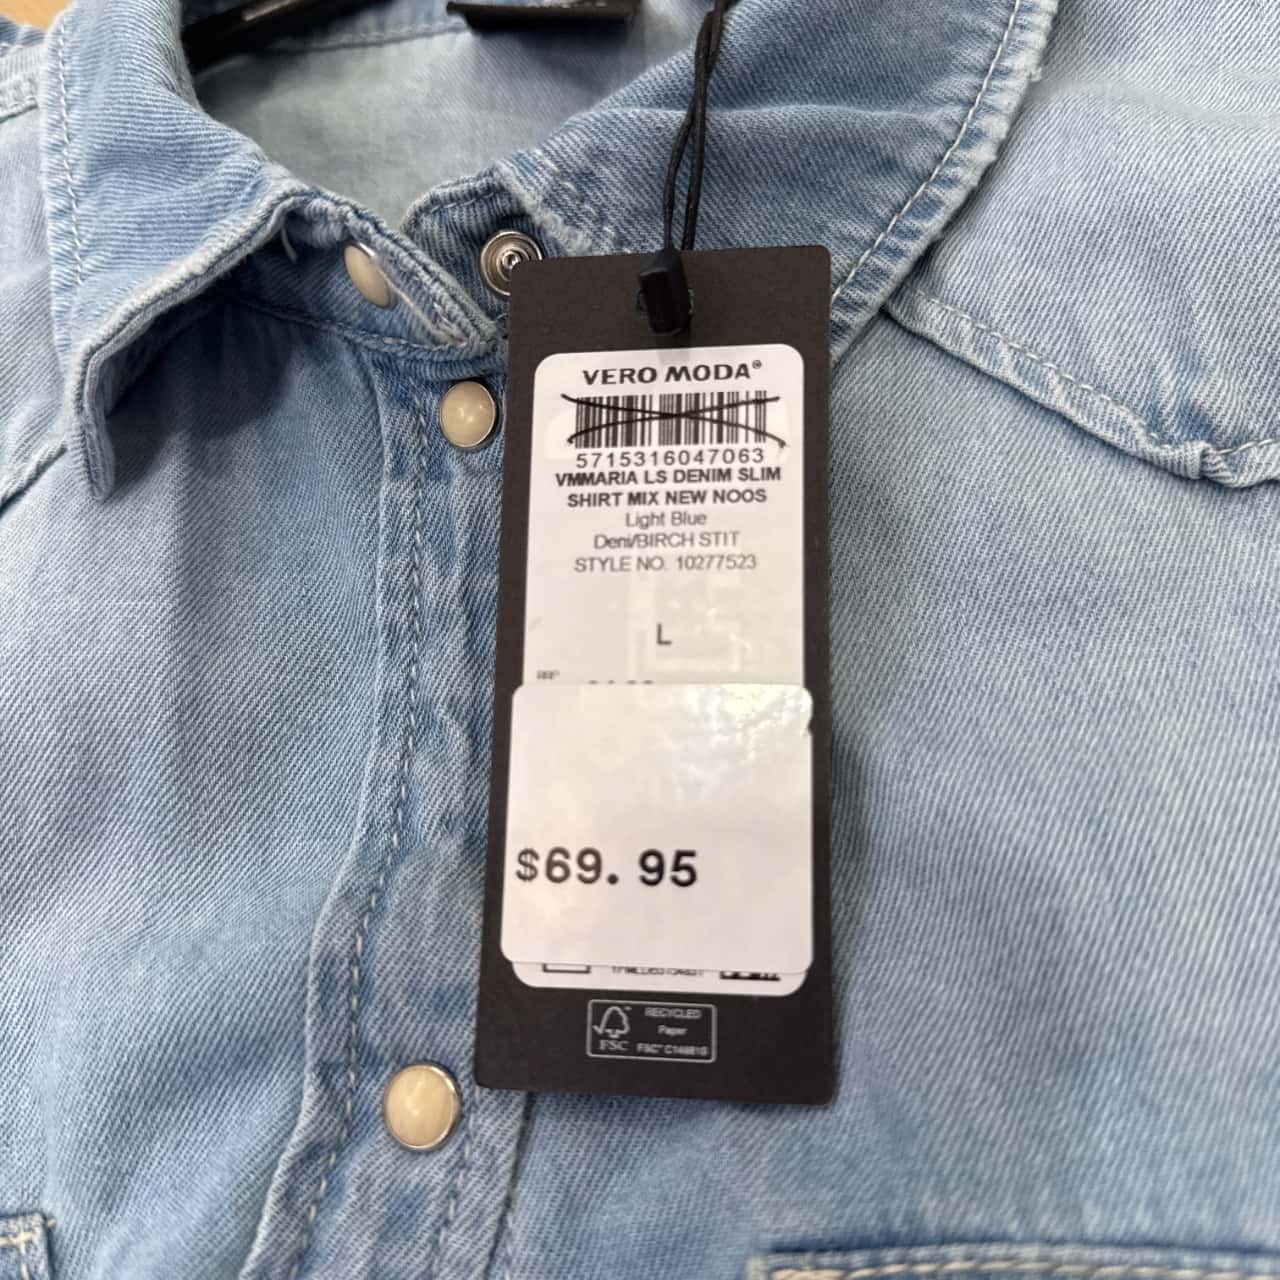 VERO MODA®
5715316047063
VMMARIA LS DENIM SLIM
SHIRT MIX NEW NOOS
Light Blue
Deni/BIRCH STIT
STYLE NO. 10277523
L
RRP
$69.95
RECYCLED
Paper
FSC